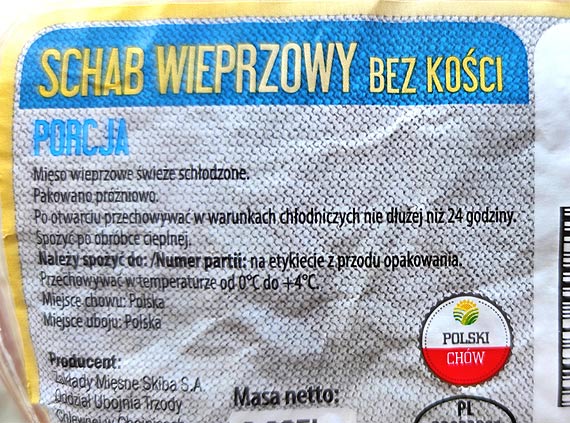 SCHAB WIEPRZOWY BEZ KOŚCI
PORCJA
Mięso wieprzowe świeże schłodzone.
Pakowano próżniowo.
Po otwarciu przechowywać w warunkach chłodniczych nie dłużej niż 24 godziny.
Spożyć po obróbce cieplnej.
Należy spożyć do: /Numer partii: na etykiecie z przodu opakowania.
Przechowywać w temperaturze od 0°C do +4°C.
Miejsce chowu: Polska
Miejsce uboju: Polska
POLSKI
CHÓW
Producent:
Zakłady Mięsne Skiba S.A.
Oddział Ubojnia Trzody
Chlewnej w Chojnicach
Masa netto:
PL